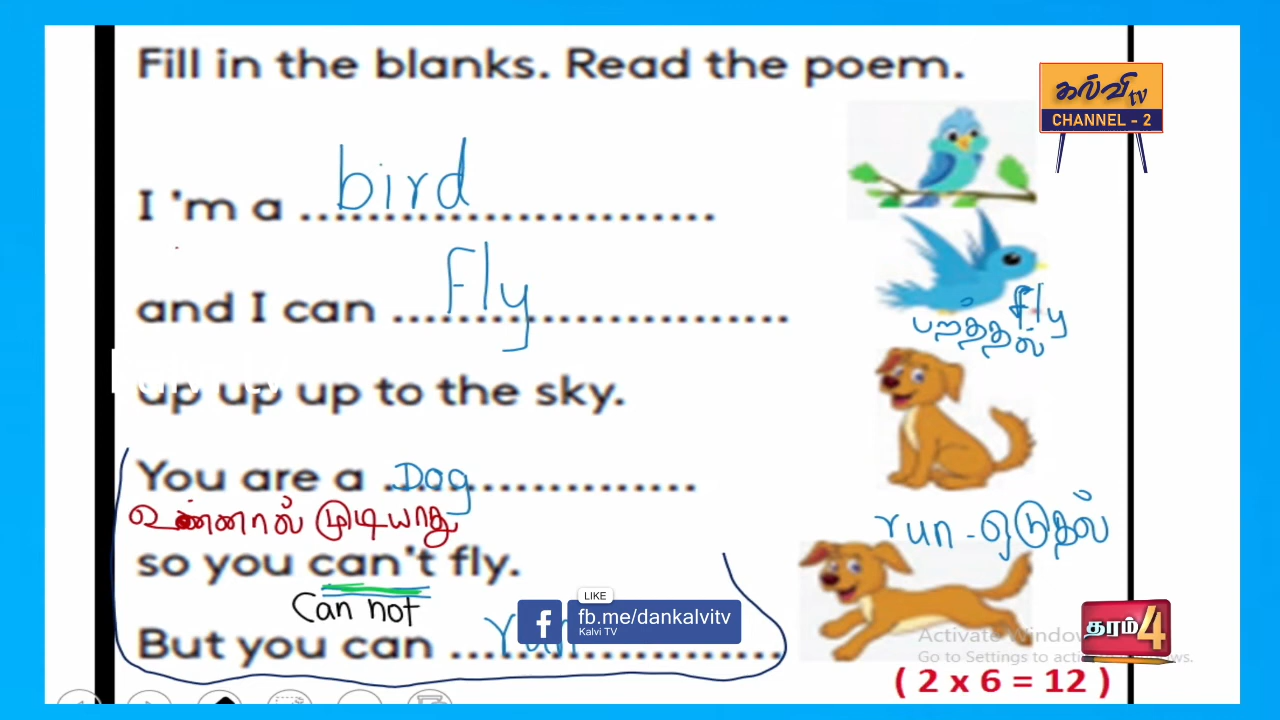 Fill in the blanks. Read the poem.
கல்வி tv
CHANNEL - 2
I 'm a bird
and I can fly
fly
பறத்தல்
up up up to the sky.
You are a Dog
உன்னால் முடியாது
run - ஓடுதல்
so you can't fly.
Can not
LIKE
fb.me/dankalvitv
Kalvi TV
But you can run
தரம் 4
Activate Windows
Go to Settings to
( 2 x 6 = 12 )